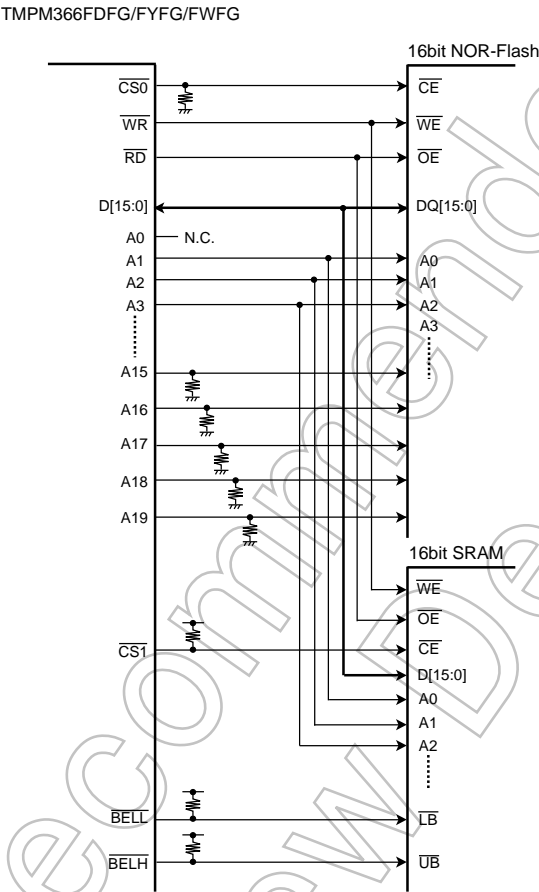 TMPM366FDFG/FYFG/FWFG
16bit NOR-Flash
CS0 CE
WR WE
RD OE
D[15:0] DQ[15:0]
A0 N.C.
A1 A0
A2 A1
A3 A2
A3
A15
A16
A17
A18
A19
16bit SRAM
WE
OE
CS1 CE
D[15:0]
A0
A1
A2
BELL LB
BELH UB